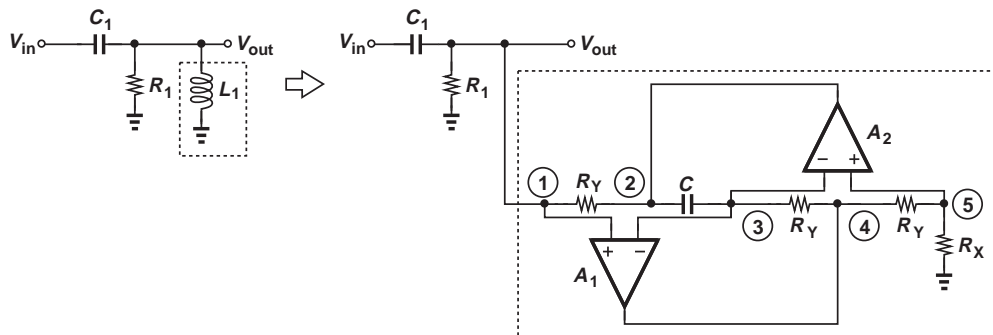 C1
Vin
Vout
R1
L1
C1
Vin
Vout
R1
A2
− +
1
RY
2
C
3
RY
4
RY
5
RX
+ −
A1